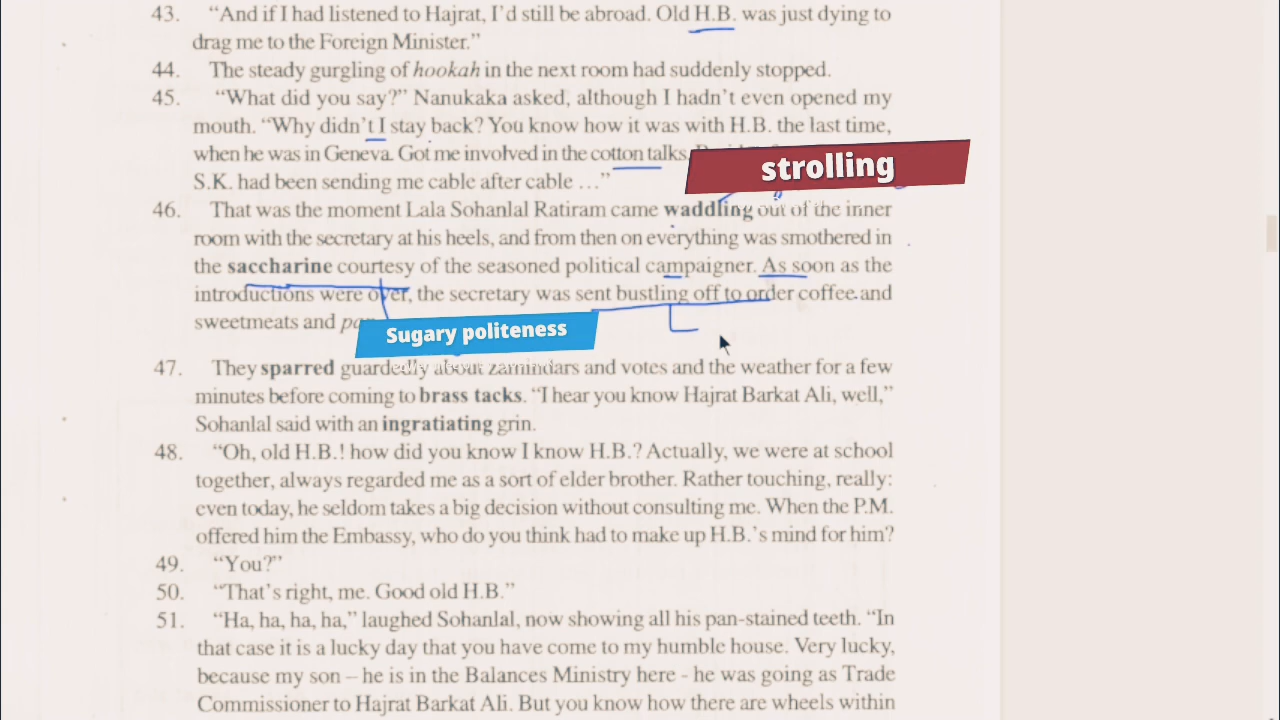 43. “And if I had listened to Hajrat, I’d still be abroad. Old H.B. was just dying to
drag me to the Foreign Minister.”
44. The steady gurgling of hookah in the next room had suddenly stopped.
45. “What did you say?” Nanukaka asked, although I hadn’t even opened my
mouth. “Why didn’t I stay back? You know how it was with H.B. the last time,
when he was in Geneva. Got me involved in the cotton talks.
strolling
S.K. had been sending me cable after cable …”
46. That was the moment Lala Sohanlal Ratiram came waddling out of the inner
room with the secretary at his heels, and from then on everything was smothered in
the saccharine courtesy of the seasoned political campaigner. As soon as the
introductions were over, the secretary was sent bustling off to order coffee and
sweetmeats and
Sugary politeness
47. They sparred guardedly about zamindars and votes and the weather for a few
minutes before coming to brass tacks. “I hear you know Hajrat Barkat Ali, well,”
Sohanlal said with an ingratiating grin.
48. “Oh, old H.B.! how did you know I know H.B.? Actually, we were at school
together, always regarded me as a sort of elder brother. Rather touching, really:
even today, he seldom takes a big decision without consulting me. When the P.M.
offered him the Embassy, who do you think had to make up H.B.’s mind for him?
49. “You?”
50. “That’s right, me. Good old H.B.”
51. “Ha, ha, ha, ha,” laughed Sohanlal, now showing all his pan-stained teeth. “In
that case it is a lucky day that you have come to my humble house. Very lucky,
because my son – he is in the Balances Ministry here - he was going as Trade
Commissioner to Hajrat Barkat Ali. But you know how there are wheels within